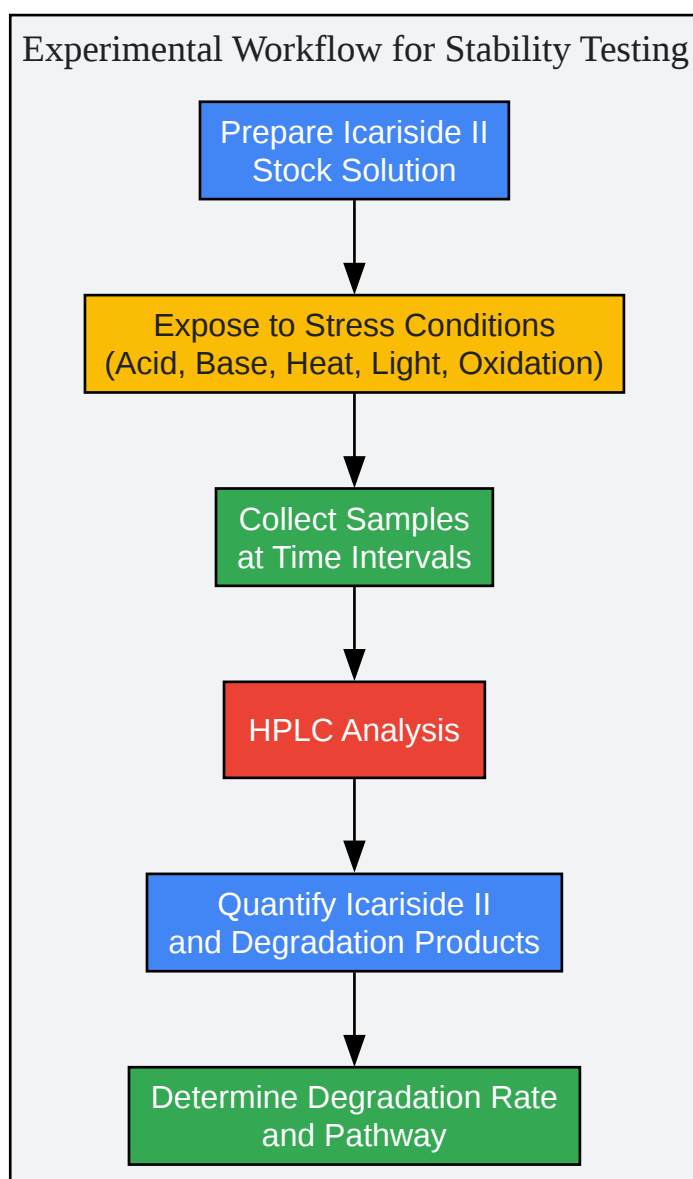 Experimental Workflow for Stability Testing
Prepare Icariside II
Stock Solution
Expose to Stress Conditions
(Acid, Base, Heat, Light, Oxidation)
Collect Samples
at Time Intervals
HPLC Analysis
Quantify Icariside II
and Degradation Products
Determine Degradation Rate
and Pathway